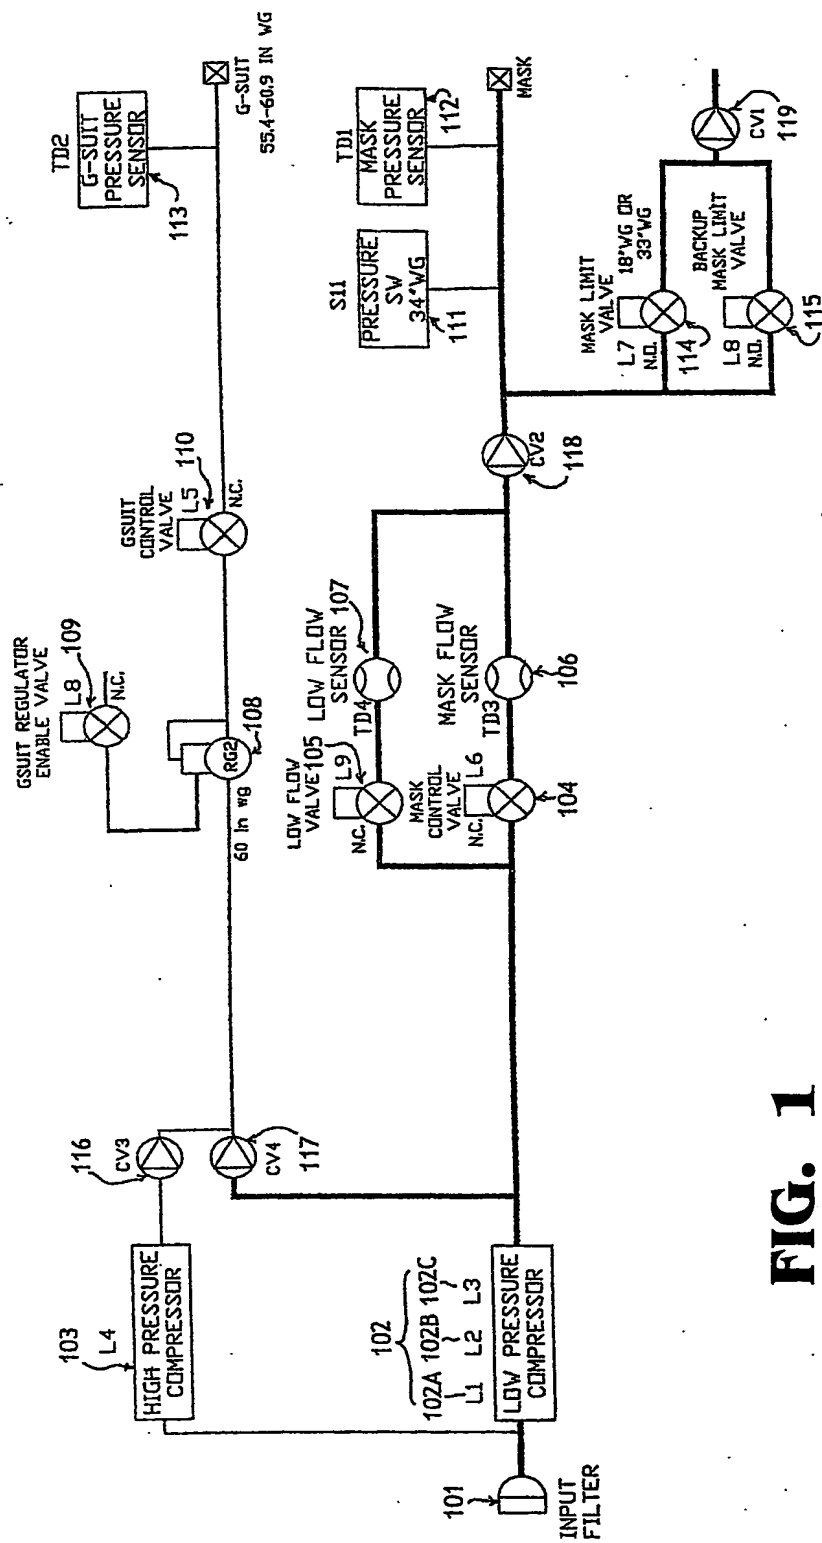 TD2
G-SUIT
PRESSURE
SENSOR
113
G-SUIT
55.4-60.9 IN WG
GSUIT
CONTROL
VALVE
L5
110
N.C.
GSUIT REGULATOR
ENABLE VALVE
L8
109
N.C.
RG2
108
60 in wg
116
CV3
CV4
117
103
L4
HIGH PRESSURE
COMPRESSOR
TD1
MASK
PRESSURE
SENSOR
112
MASK
S11
PRESSURE
SW
34"WG
111
LOW FLOW
SENSOR
107
TD4
LOW FLOW
VALVE
105
L9
N.C.
MASK FLOW
SENSOR
TD3
106
MASK
CONTROL
VALVE
L6
N.C.
104
CV2
118
102
102A
102B
102C
L1
L2
L3
LOW PRESSURE
COMPRESSOR
101
INPUT
FILTER
MASK LIMIT
VALVE
L7
N.O.
18"WG OR
33"WG
114
BACKUP
MASK LIMIT
VALVE
L8
N.O.
115
CV1
119
FIG. 1